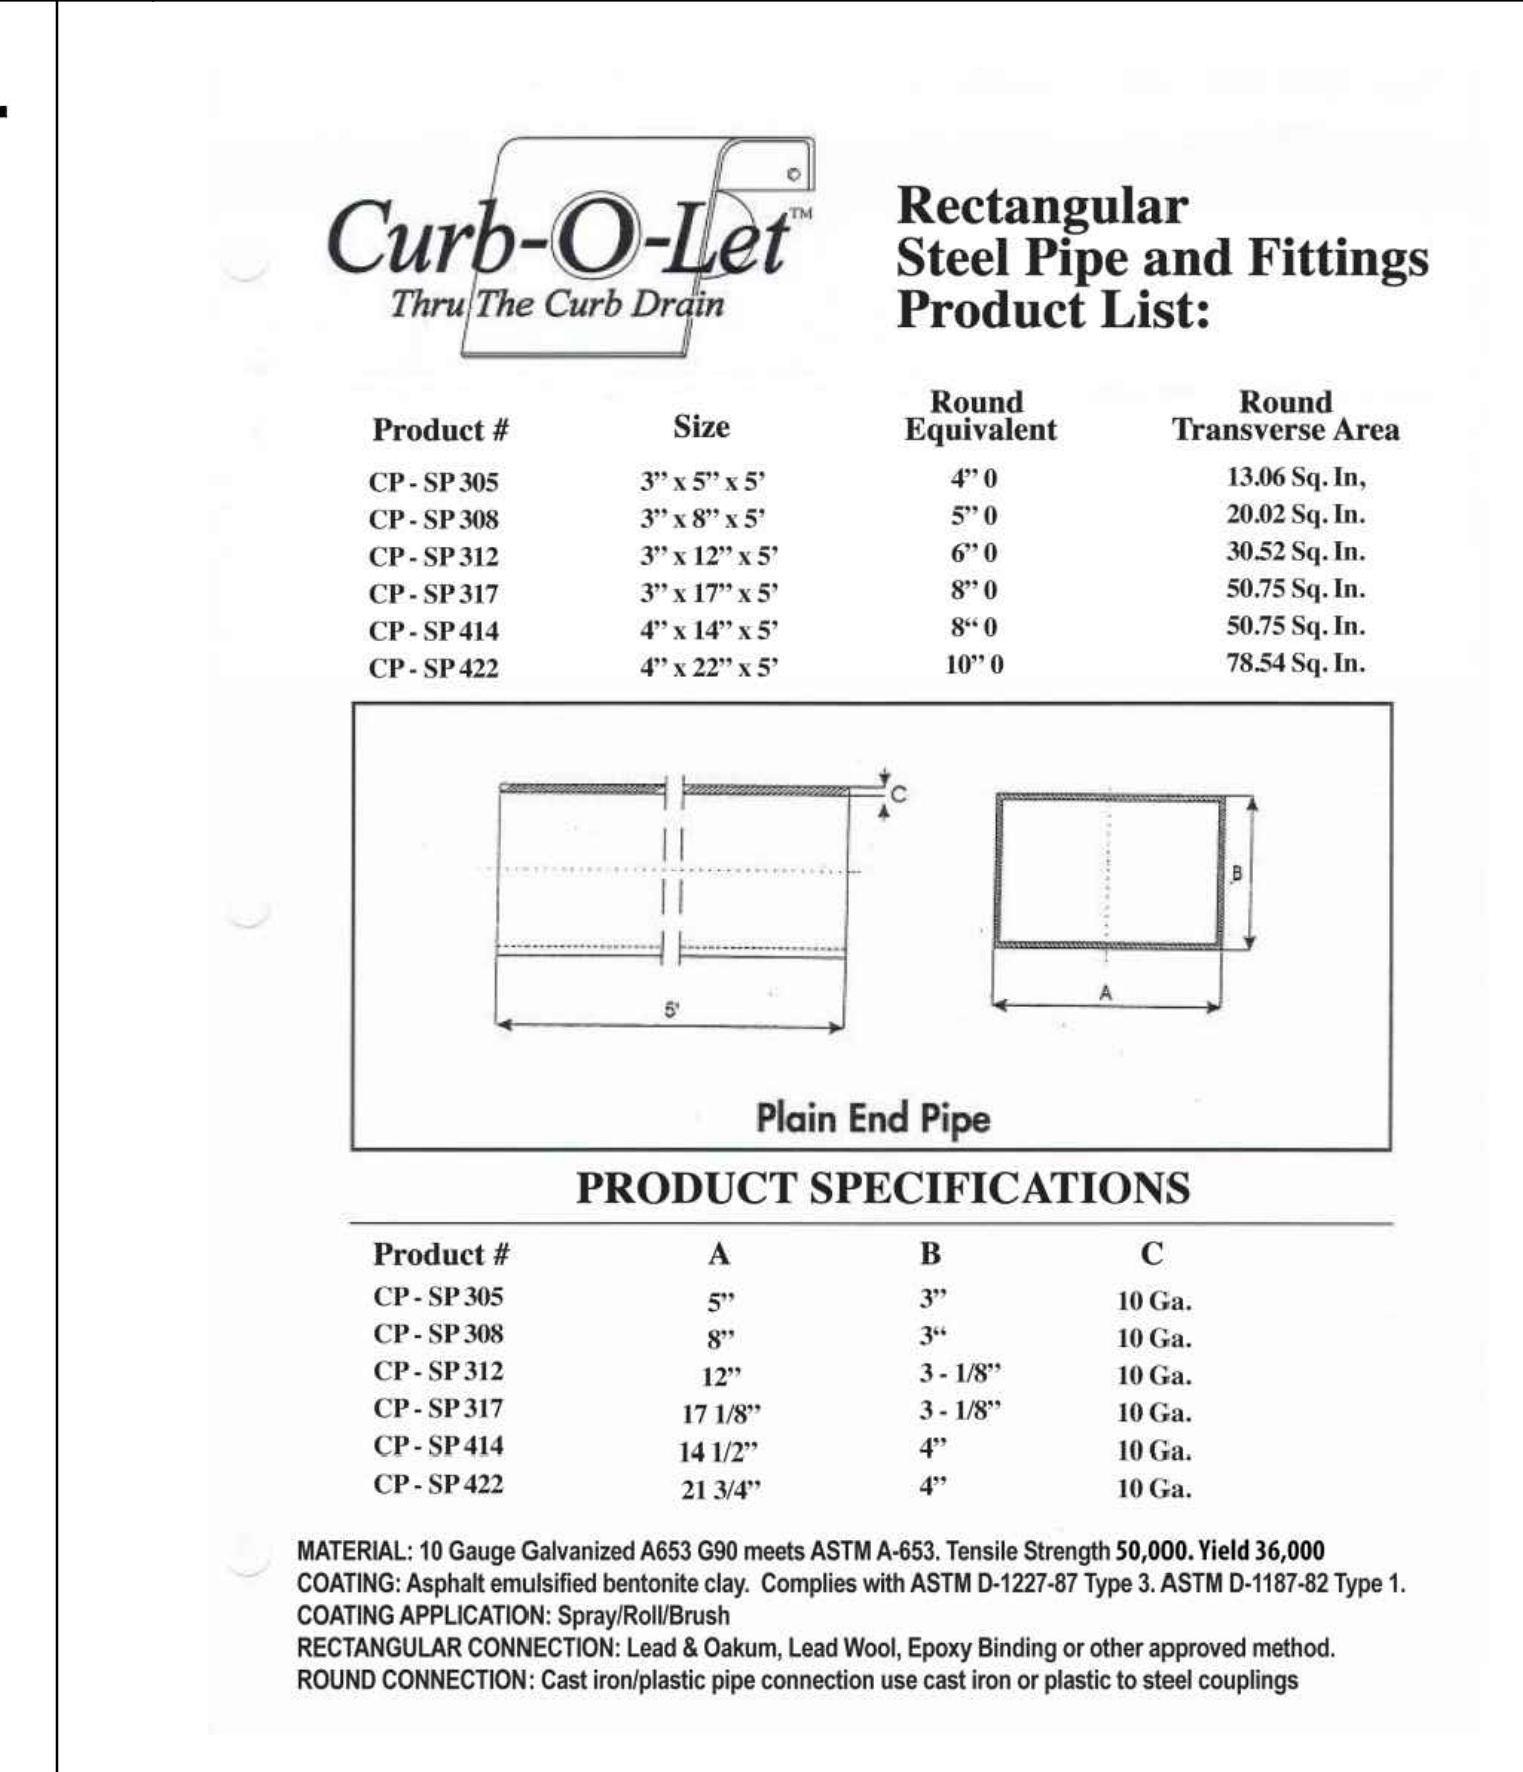 Curb-O-Let™
Thru The Curb Drain
Rectangular
Steel Pipe and Fittings
Product List:
Product # Size Round Equivalent Round Transverse Area
CP - SP 305 3” x 5” x 5’ 4” 0 13.06 Sq. In,
CP - SP 308 3” x 8” x 5’ 5” 0 20.02 Sq. In.
CP - SP 312 3” x 12” x 5’ 6” 0 30.52 Sq. In.
CP - SP 317 3” x 17” x 5’ 8” 0 50.75 Sq. In.
CP - SP 414 4” x 14” x 5’ 8“ 0 50.75 Sq. In.
CP - SP 422 4” x 22” x 5’ 10” 0 78.54 Sq. In.
C
B
A
5'
Plain End Pipe
PRODUCT SPECIFICATIONS
Product # A B C
CP - SP 305 5” 3” 10 Ga.
CP - SP 308 8” 3“ 10 Ga.
CP - SP 312 12” 3 - 1/8” 10 Ga.
CP - SP 317 17 1/8” 3 - 1/8” 10 Ga.
CP - SP 414 14 1/2” 4” 10 Ga.
CP - SP 422 21 3/4” 4” 10 Ga.
MATERIAL: 10 Gauge Galvanized A653 G90 meets ASTM A-653. Tensile Strength 50,000. Yield 36,000
COATING: Asphalt emulsified bentonite clay. Complies with ASTM D-1227-87 Type 3. ASTM D-1187-82 Type 1.
COATING APPLICATION: Spray/Roll/Brush
RECTANGULAR CONNECTION: Lead & Oakum, Lead Wool, Epoxy Binding or other approved method.
ROUND CONNECTION: Cast iron/plastic pipe connection use cast iron or plastic to steel couplings